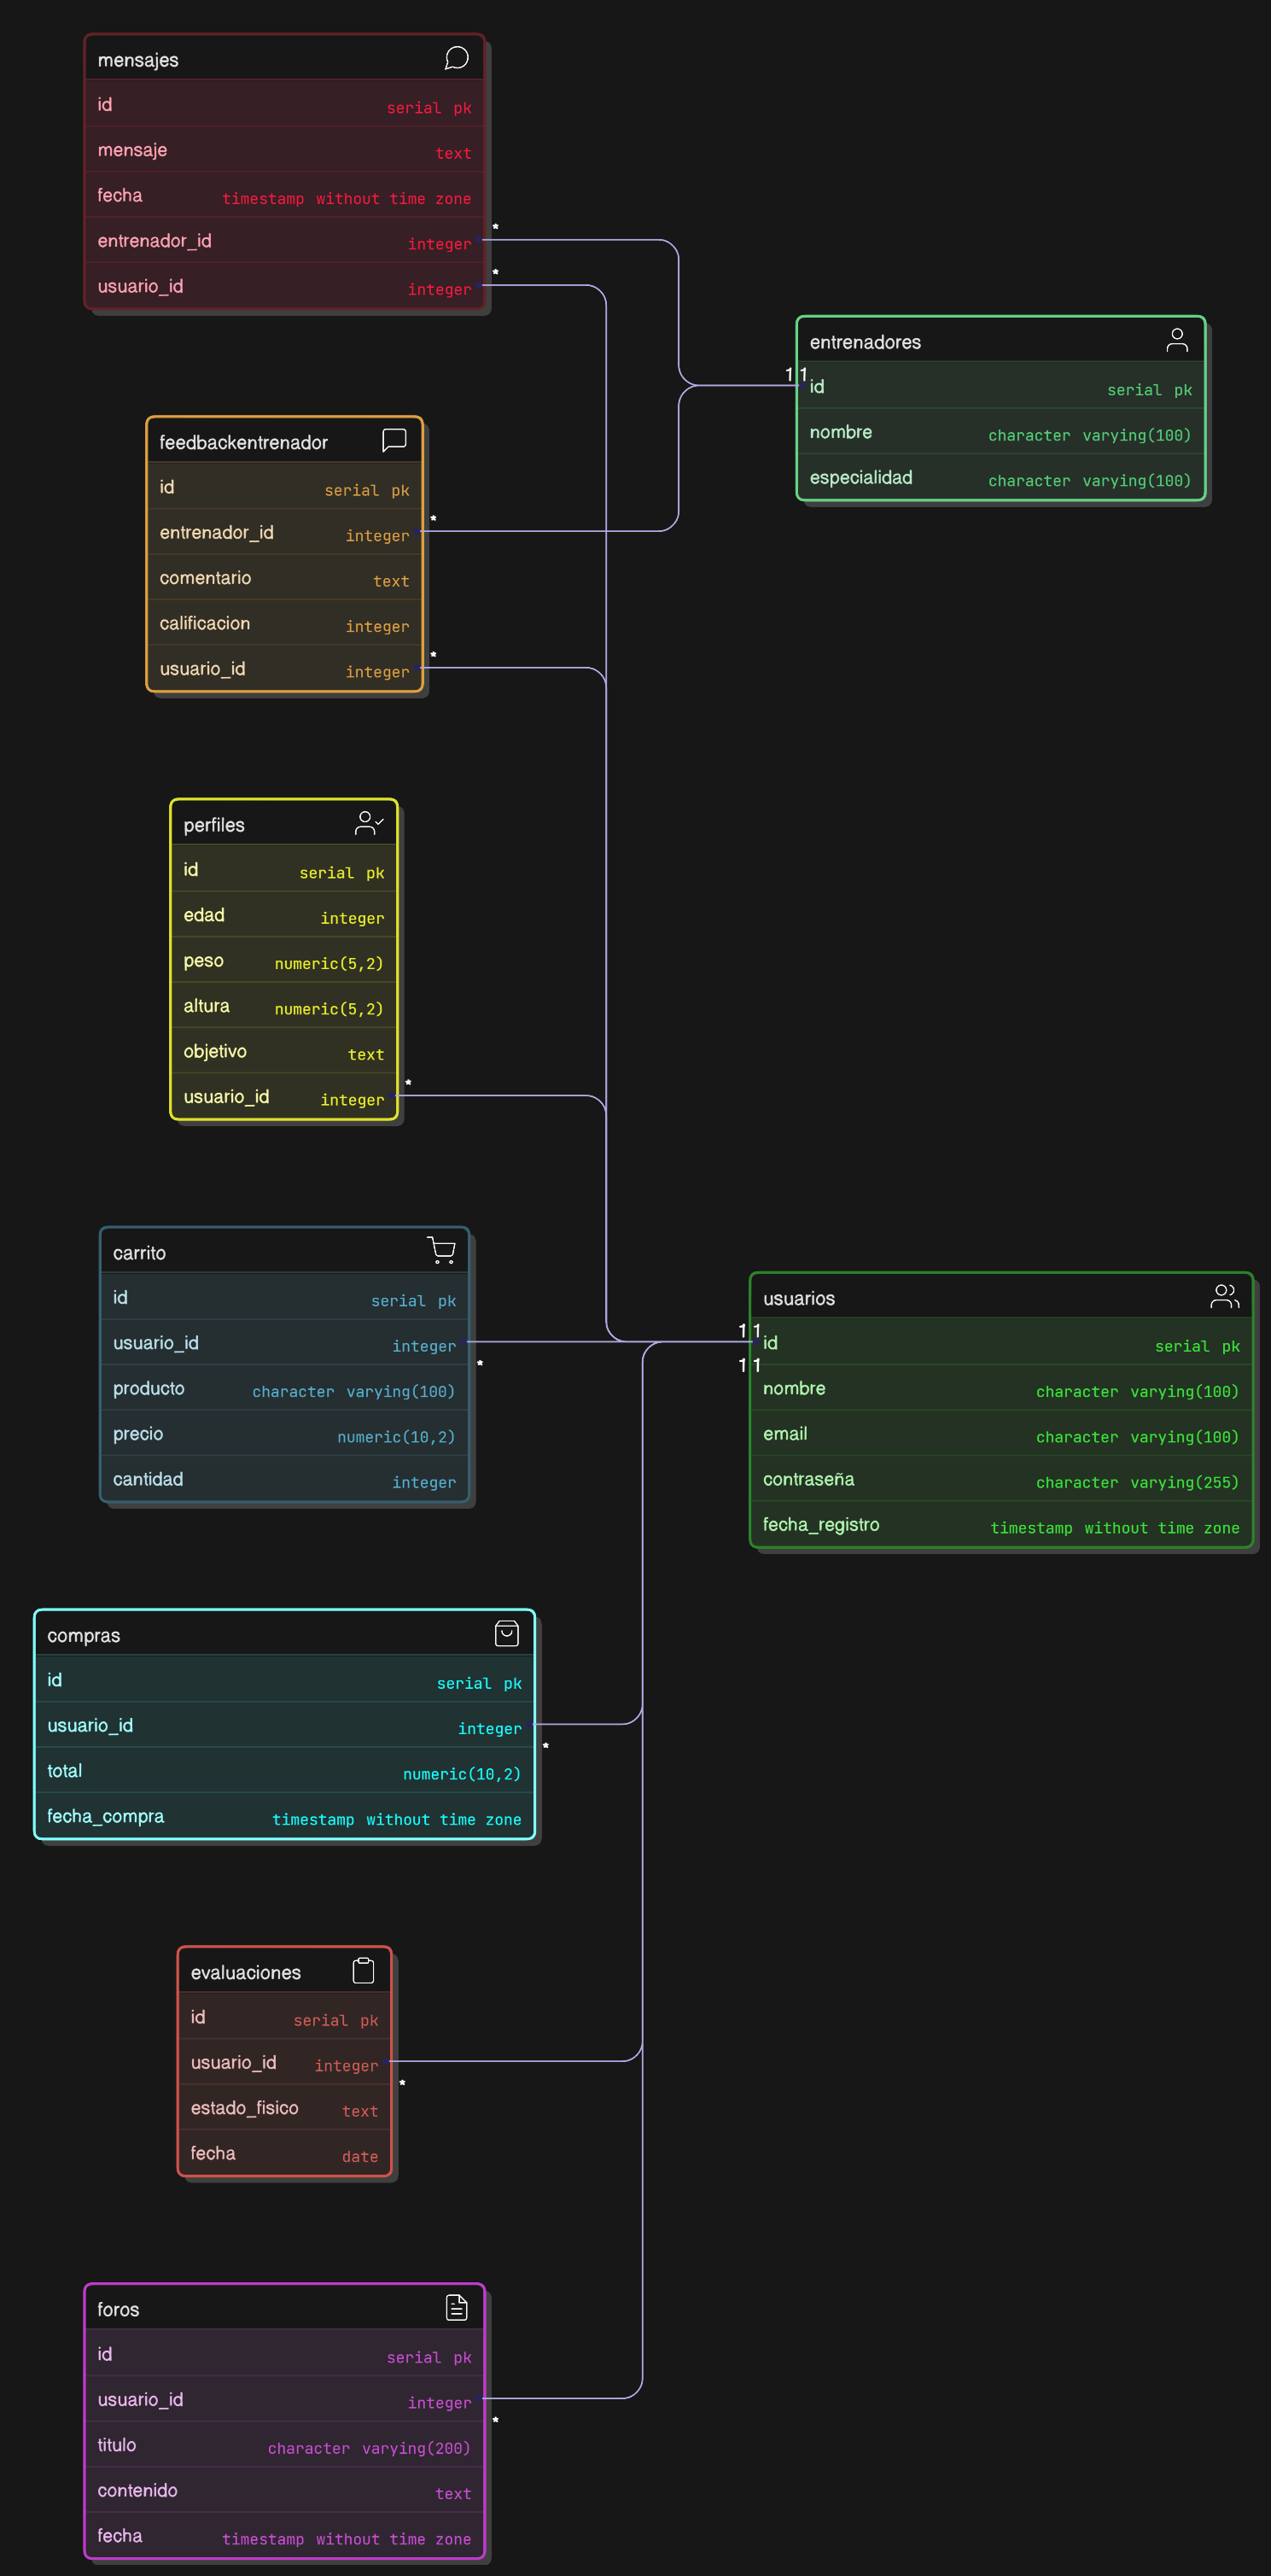 mensajes
id serial pk
mensaje text
fecha timestamp without time zone
entrenador_id integer
usuario_id integer
*
*
entrenadores
11
id serial pk
nombre character varying(100)
especialidad character varying(100)
feedbackentrenador
id serial pk
entrenador_id integer
comentario text
calificacion integer
usuario_id integer
*
*
perfiles
id serial pk
edad integer
peso numeric(5,2)
altura numeric(5,2)
objetivo text
usuario_id integer
*
carrito
id serial pk
usuario_id integer
*
producto character varying(100)
precio numeric(10,2)
cantidad integer
usuarios
11
id serial pk
11
nombre character varying(100)
email character varying(100)
contraseña character varying(255)
fecha_registro timestamp without time zone
compras
id serial pk
usuario_id integer
*
total numeric(10,2)
fecha_compra timestamp without time zone
evaluaciones
id serial pk
usuario_id integer
*
estado_fisico text
fecha date
foros
id serial pk
usuario_id integer
*
titulo character varying(200)
contenido text
fecha timestamp without time zone